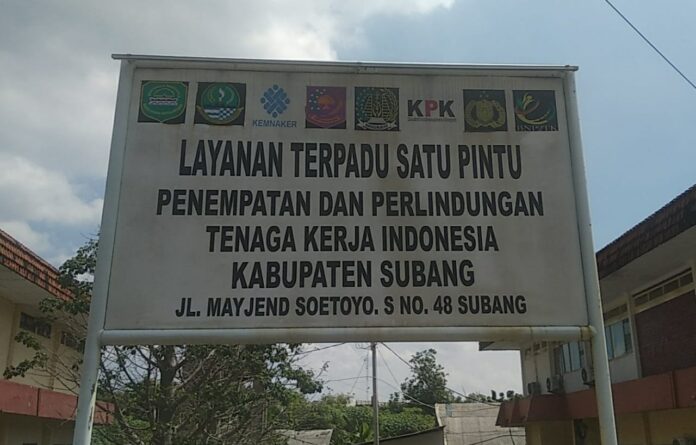 KEMNAKER
KPK
LAYANAN TERPADU SATU PINTU
PENEMPATAN DAN PERLINDUNGAN
TENAGA KERJA INDONESIA
KABUPATEN SUBANG
JL. MAYJEND SOETOYO. S NO. 48 SUBANG